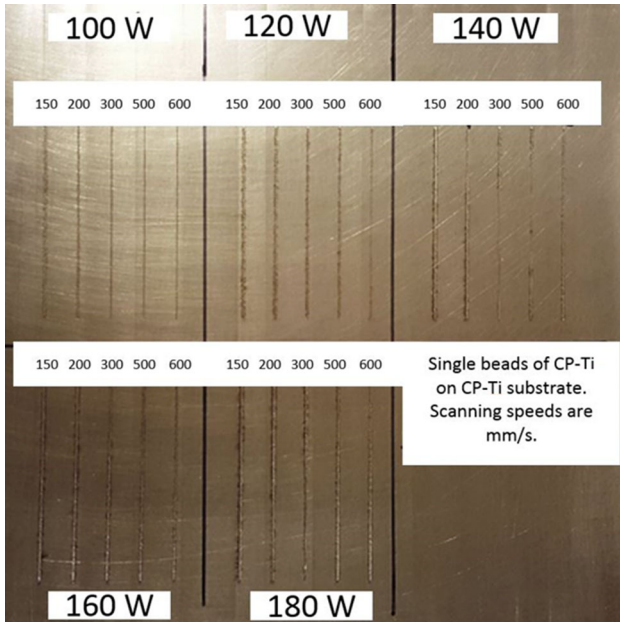 100 W 120 W 140 W
150 200 300 500 600 150 200 300 500 600 150 200 300 500 600
150 200 300 500 600 150 200 300 500 600
Single beads of CP-Ti
on CP-Ti substrate.
Scanning speeds are
mm/s.
160 W 180 W